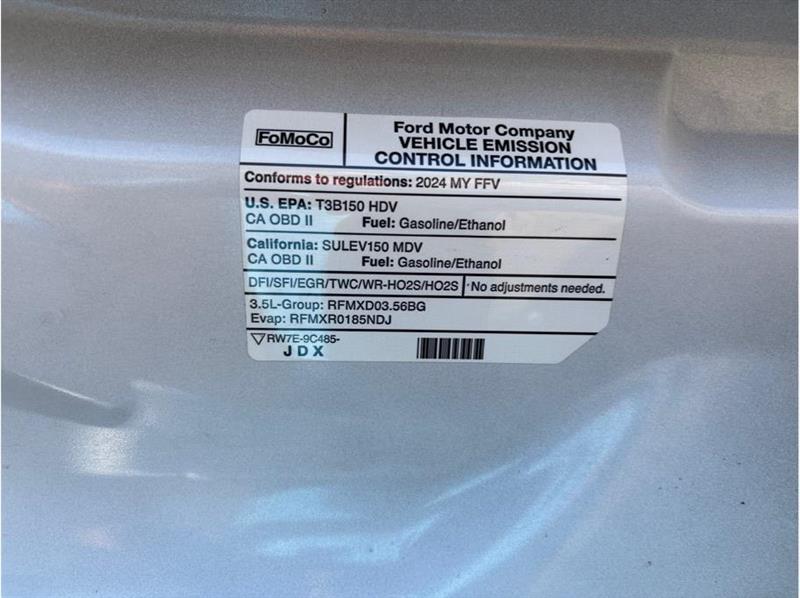 FoMoCo
Ford Motor Company
VEHICLE EMISSION
CONTROL INFORMATION
Conforms to regulations: 2024 MY FFV
U.S. EPA: T3B150 HDV
CA OBD II Fuel: Gasoline/Ethanol
California: SULEV150 MDV
CA OBD II Fuel: Gasoline/Ethanol
DFI/SFI/EGR/TWC/WR-HO2S/HO2S No adjustments needed.
3.5L-Group: RFMXD03.56BG
Evap: RFMXR0185NDJ
RW7E-9C485-
JDX